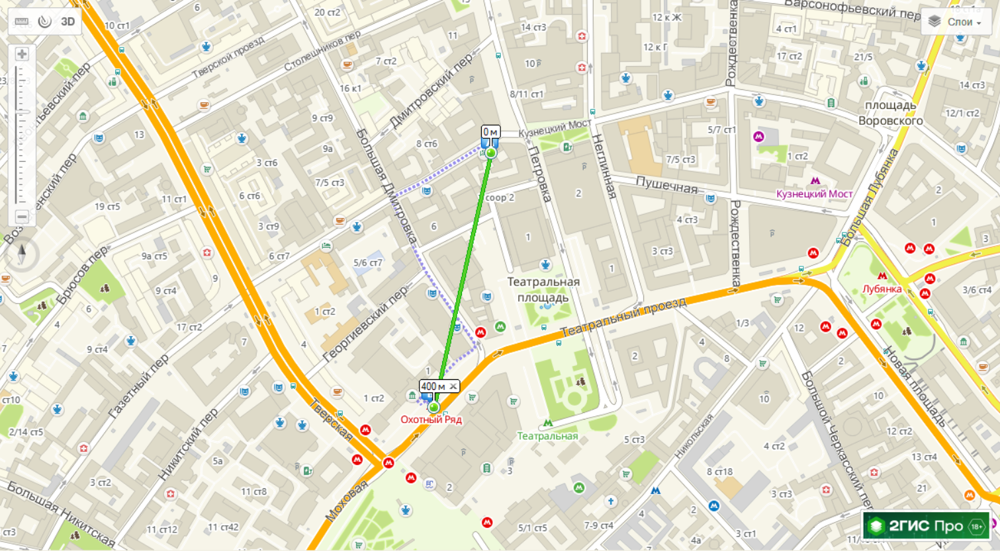 6
20 ст2
Варсонофьевский пер
3D
10 ст1
11
14 ст3
12 к Ж
Рождественка
4 ст1
Слои
Тверской проезд
Столешников пер
7 ст2
10
12 к Г
17 ст2
21/5
16 к1
Дмитровский пер
8/11 ст1
14 ст3
площадь
Воровского
12/1 ст2
9 ст9
Кузнецкий Мост
5/7 ст1
13
0 м
8 ст6
9а
Большая Дмитровка
Петровка
Неглинная
7/5 ст3
1 ст2
3 ст6
7/5 ст3
Пушечная
Кузнецкий Мост
Большая Лубянка
6 ст6
соор 2
2
11 ст1
19 ст5
3 ст9
6
1
4 ст3
Рождественка
1
3
Брюсов пер
9а ст5
6 ст7
5/6 ст7
3 ст3
1
9
Театральная
площадь
Лубянка
3/6 ст4
9 ст4
6
1 ст2
Георгиевский пер
Театральный проезд
4
17 ст2
1/3
12
7
9 ст4
7
4
4
8
2
2
Новая площадь
Газетный пер
1
400 м
Охотный Ряд
ст10
1 ст2
10
Большой Черкасский пер
2/14 ст5
Тверская
Никитский пер
Театральная
5 ст3
Никольская
12 ст2
4 ст2
13 ст4
5а
3
8 ст18
3 ст2
11 ст8
2
3 ст3
21
Моховая
Большая Никитская
4
2
ст3
11 ст12
11 ст42
5/1 ст5
7-9 ст4
4а
3 ст1
2ГИС Про 18+